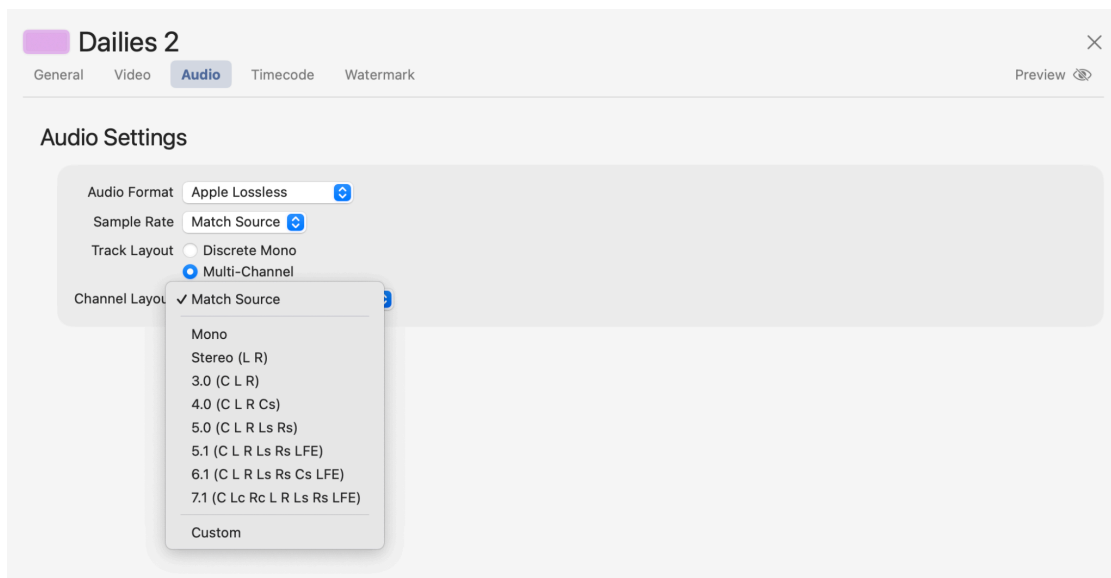 Dailies 2
General Video Audio Timecode Watermark Preview
Audio Settings
Audio Format Apple Lossless
Sample Rate Match Source
Track Layout Discrete Mono
Multi-Channel
Channel Layou ✓ Match Source
Mono
Stereo (L R)
3.0 (C L R)
4.0 (C L R Cs)
5.0 (C L R Ls Rs)
5.1 (C L R Ls Rs LFE)
6.1 (C L R Ls Rs Cs LFE)
7.1 (C Lc Rc L R Ls Rs LFE)
Custom